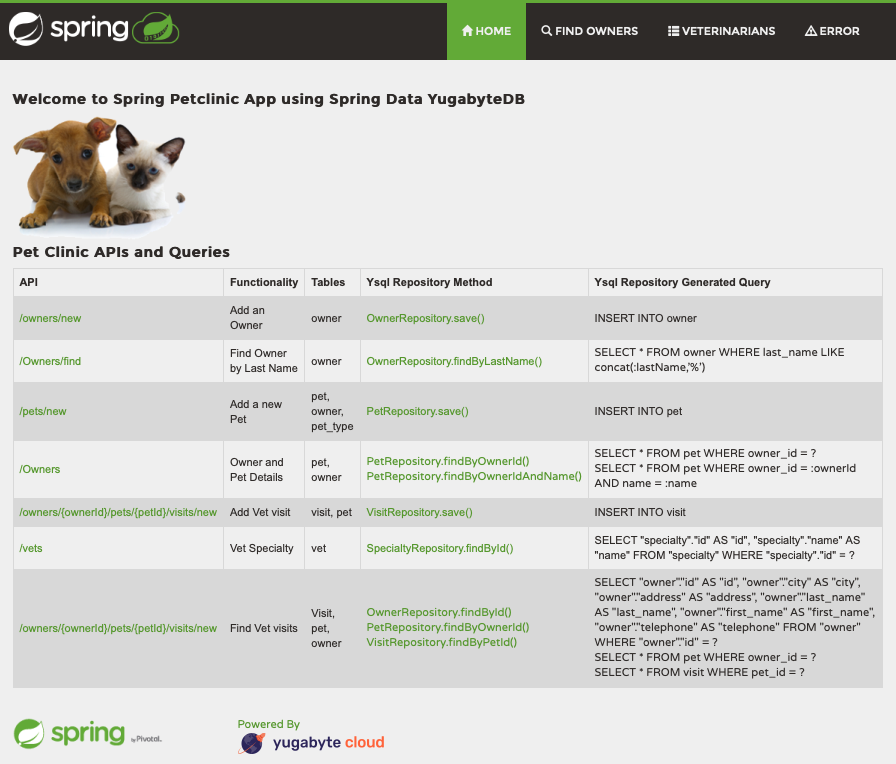 spring
HOME FIND OWNERS VETERINARIANS ERROR
Welcome to Spring Petclinic App using Spring Data YugabyteDB
Pet Clinic APIs and Queries
API Functionality Tables Ysql Repository Method Ysql Repository Generated Query
/owners/new Add an Owner owner OwnerRepository.save() INSERT INTO owner
/Owners/find Find Owner by Last Name owner OwnerRepository.findByLastName() SELECT * FROM owner WHERE last_name LIKE concat(:lastName,'%')
/pets/new Add a new Pet pet, owner, pet_type PetRepository.save() INSERT INTO pet
/Owners Owner and Pet Details pet, owner PetRepository.findByOwnerId()
PetRepository.findByOwnerIdAndName() SELECT * FROM pet WHERE owner_id = ?
SELECT * FROM pet WHERE owner_id = :ownerId
AND name = :name
/owners/{ownerId}/pets/{petId}/visits/new Add Vet visit visit, pet VisitRepository.save() INSERT INTO visit
/vets Vet Specialty vet SpecialtyRepository.findById() SELECT "specialty"."id" AS "id", "specialty"."name" AS
"name" FROM "specialty" WHERE "specialty"."id" = ?
/owners/{ownerId}/pets/{petId}/visits/new Find Vet visits Visit, pet, owner OwnerRepository.findById()
PetRepository.findByOwnerId()
VisitRepository.findByPetId() SELECT "owner"."id" AS "id", "owner"."city" AS "city",
"owner"."address" AS "address", "owner"."last_name"
AS "last_name", "owner"."first_name" AS "first_name",
"owner"."telephone" AS "telephone" FROM "owner"
WHERE "owner"."id" = ?
SELECT * FROM pet WHERE owner_id = ?
SELECT * FROM visit WHERE pet_id = ?
spring by Pivotal.
Powered By
yugabyte cloud